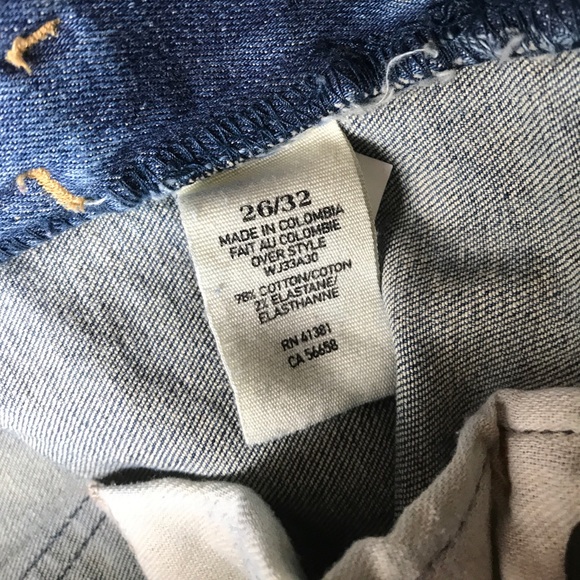 26/32
MADE IN COLOMBIA
FAIT AU COLOMBIE
OVER STYLE
WJ33A30
98% COTTON/COTON
2% ELASTANE/
ELASTHANNE
RN 41381
CA 56658